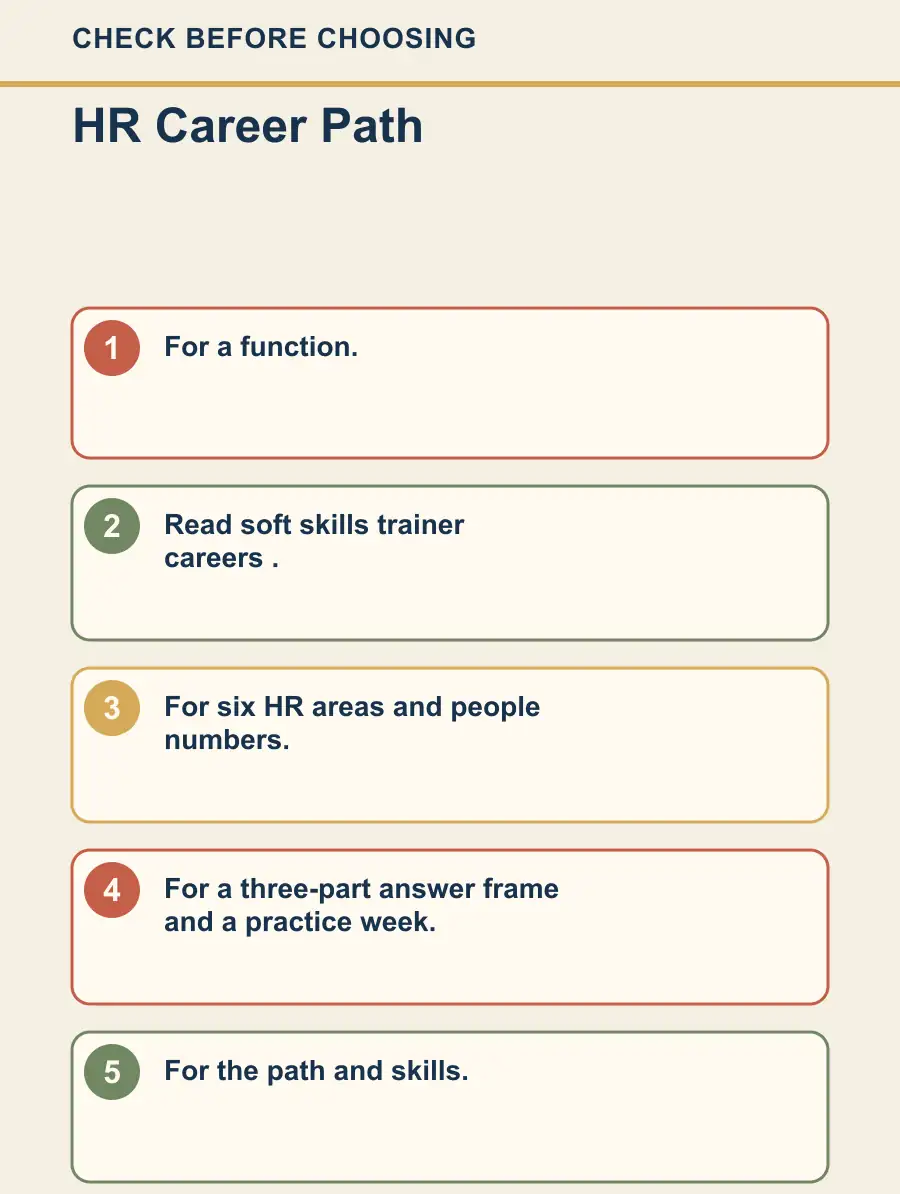 CHECK BEFORE CHOOSING
HR Career Path
1
For a function.
2
Read soft skills trainer
careers .
3
For six HR areas and people
numbers.
4
For a three-part answer frame
and a practice week.
5
For the path and skills.